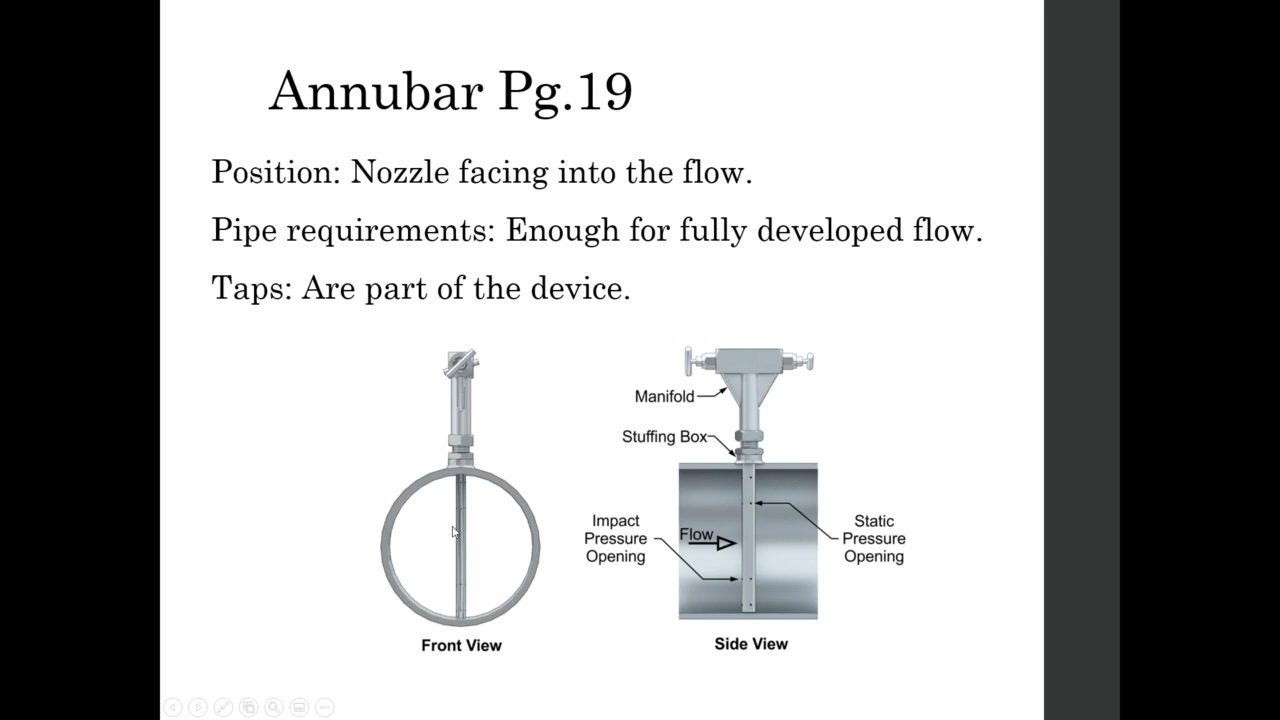 Annubar Pg.19
Position: Nozzle facing into the flow.
Pipe requirements: Enough for fully developed flow.
Taps: Are part of the device.
Manifold
Stuffing Box
Impact
Pressure
Opening
Flow
Static
Pressure
Opening
Front View
Side View